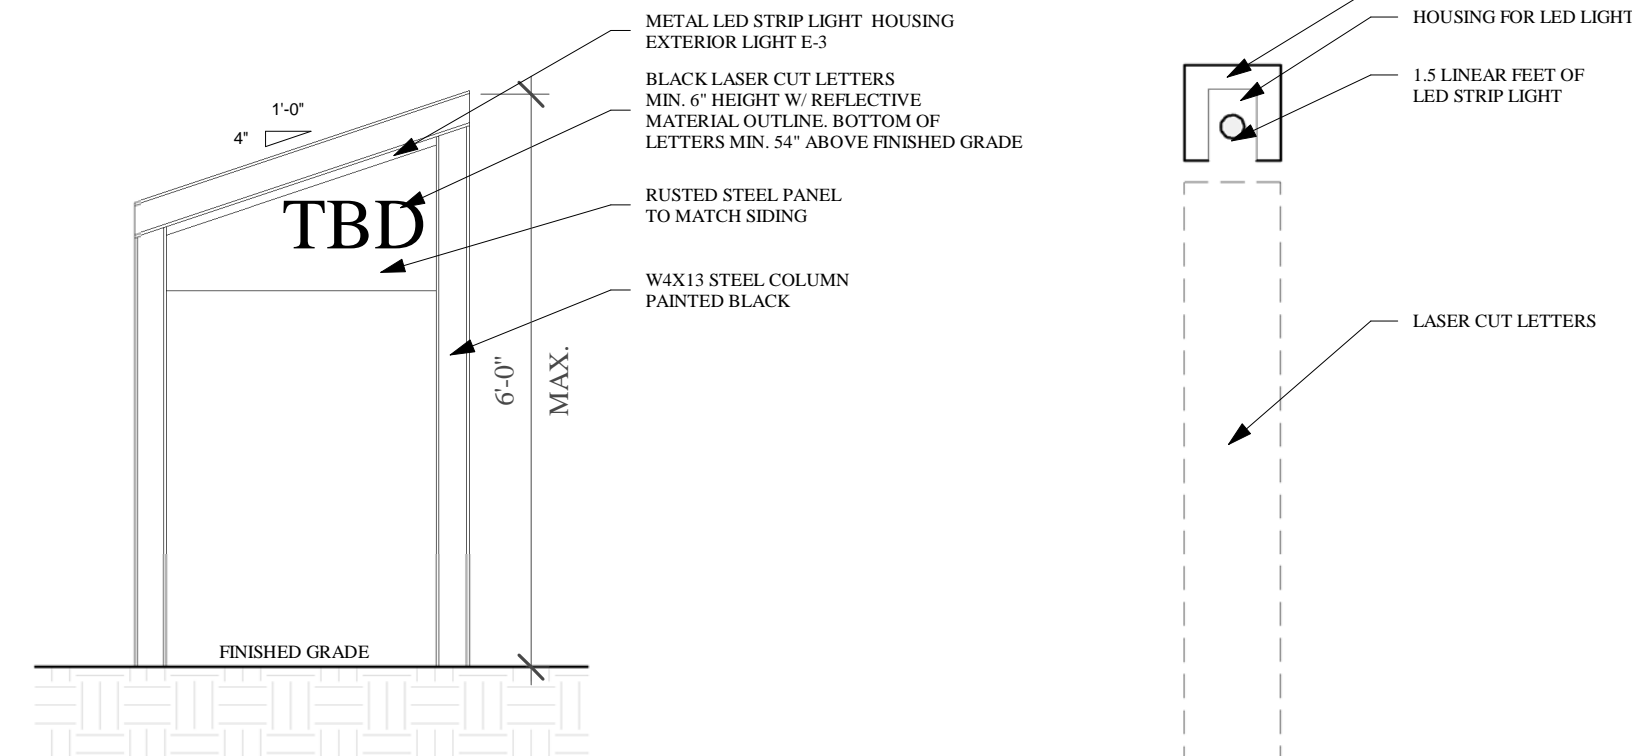 METAL LED STRIP LIGHT HOUSING
EXTERIOR LIGHT E-3
BLACK LASER CUT LETTERS
MIN. 6" HEIGHT W/ REFLECTIVE
MATERIAL OUTLINE. BOTTOM OF
LETTERS MIN. 54" ABOVE FINISHED GRADE
RUSTED STEEL PANEL
TO MATCH SIDING
W4X13 STEEL COLUMN
PAINTED BLACK
1'-0"
4"
TBD
6'-0"
MAX.
FINISHED GRADE
HOUSING FOR LED LIGHT
1.5 LINEAR FEET OF
LED STRIP LIGHT
LASER CUT LETTERS